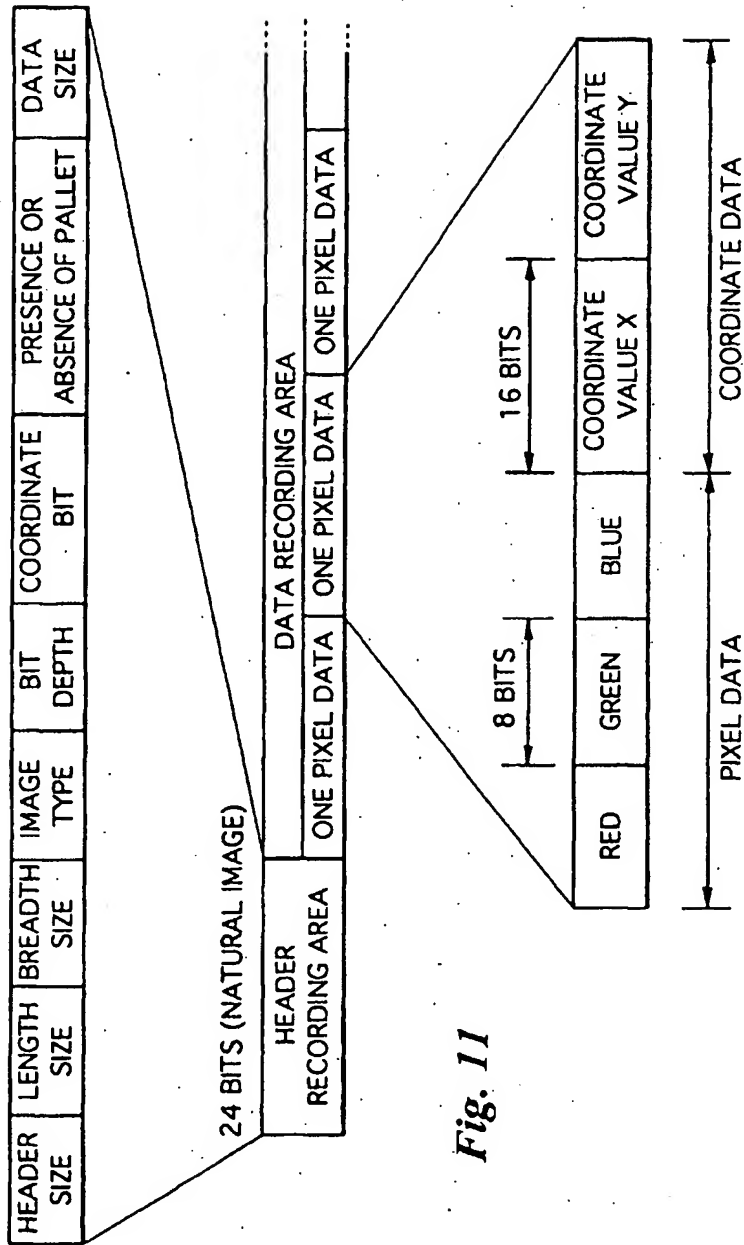 HEADER
SIZE
LENGTH
SIZE
BREADTH
SIZE
IMAGE
TYPE
BIT
DEPTH
COORDINATE
BIT
PRESENCE OR
ABSENCE OF PALLET
DATA
SIZE
24 BITS (NATURAL IMAGE)
HEADER
RECORDING AREA
DATA RECORDING AREA
ONE PIXEL DATA
ONE PIXEL DATA
ONE PIXEL DATA
8 BITS
16 BITS
RED
GREEN
BLUE
COORDINATE
VALUE X
COORDINATE
VALUE Y
PIXEL DATA
COORDINATE DATA
Fig. 11